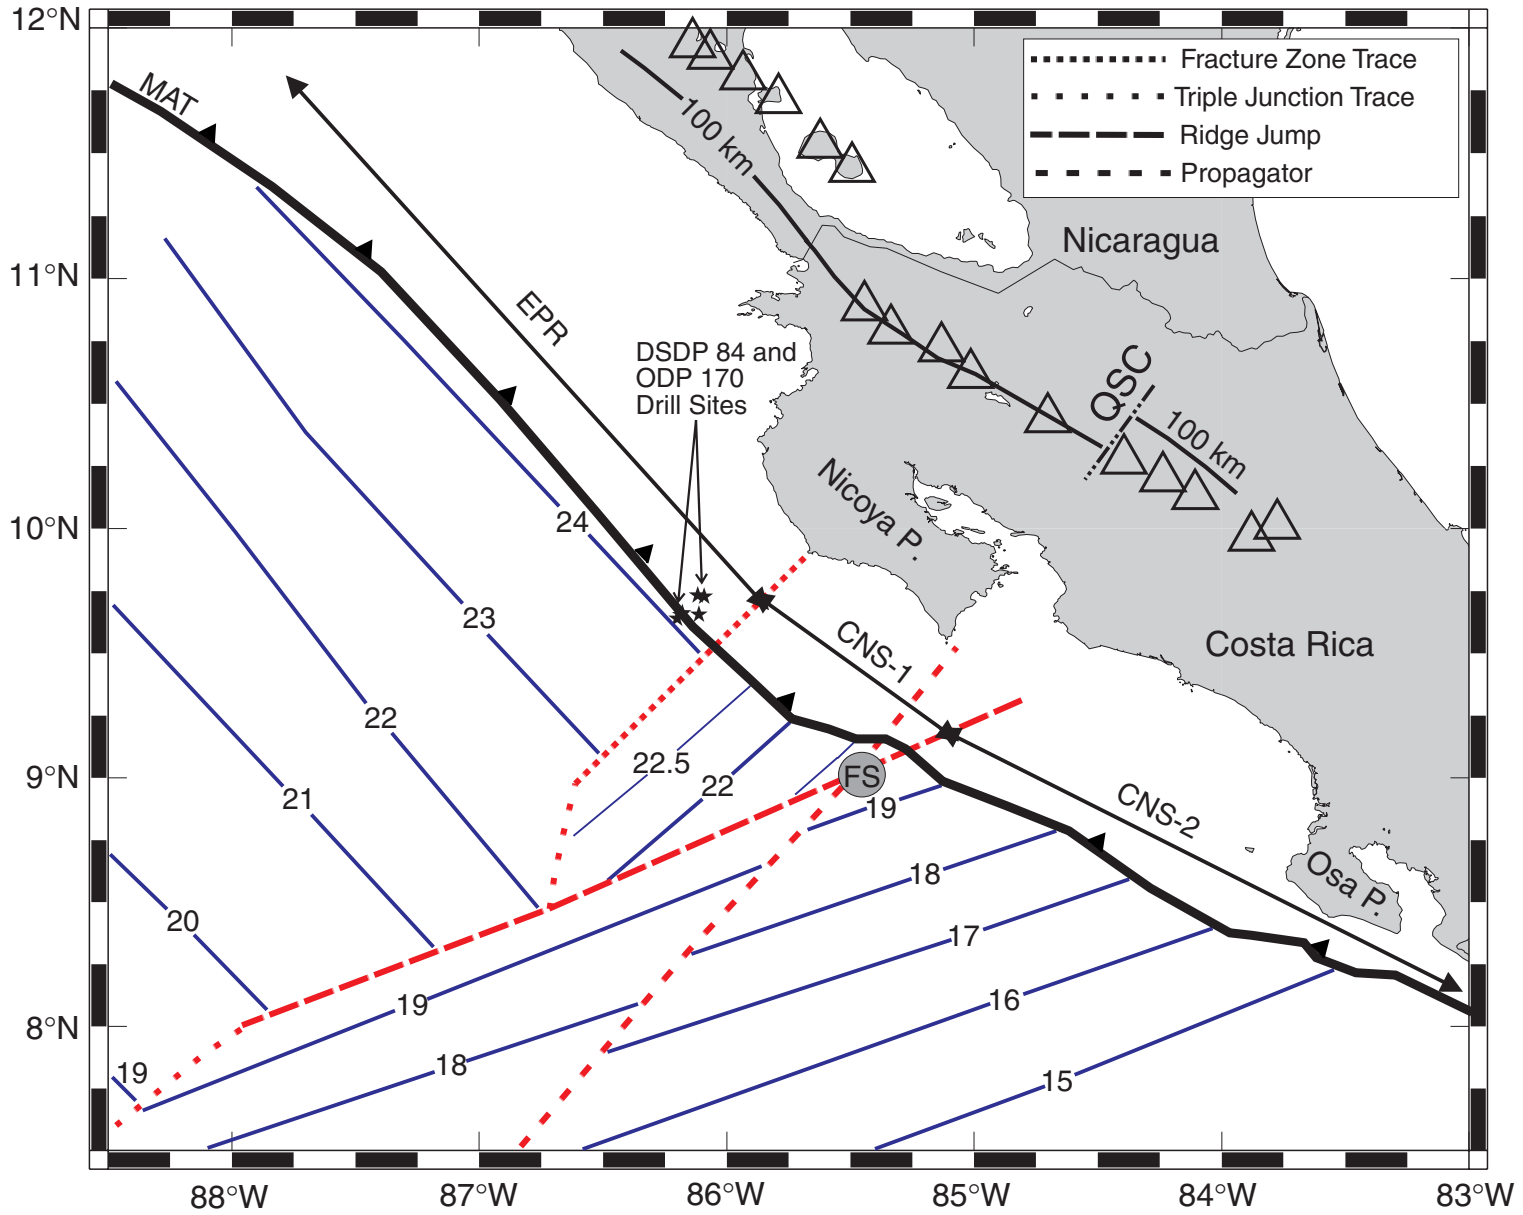 12°N
11°N
10°N
9°N
8°N
88°W
87°W
86°W
85°W
84°W
83°W
Fracture Zone Trace
Triple Junction Trace
Ridge Jump
Propagator
MAT
100 km
Nicaragua
EPR
DSDP 84 and
ODP 170
Drill Sites
QSC
100 km
Nicoya P.
Costa Rica
CNS-1
CNS-2
Osa P.
FS
24
23
22
22.5
22
21
20
19
19
19
18
18
17
16
15